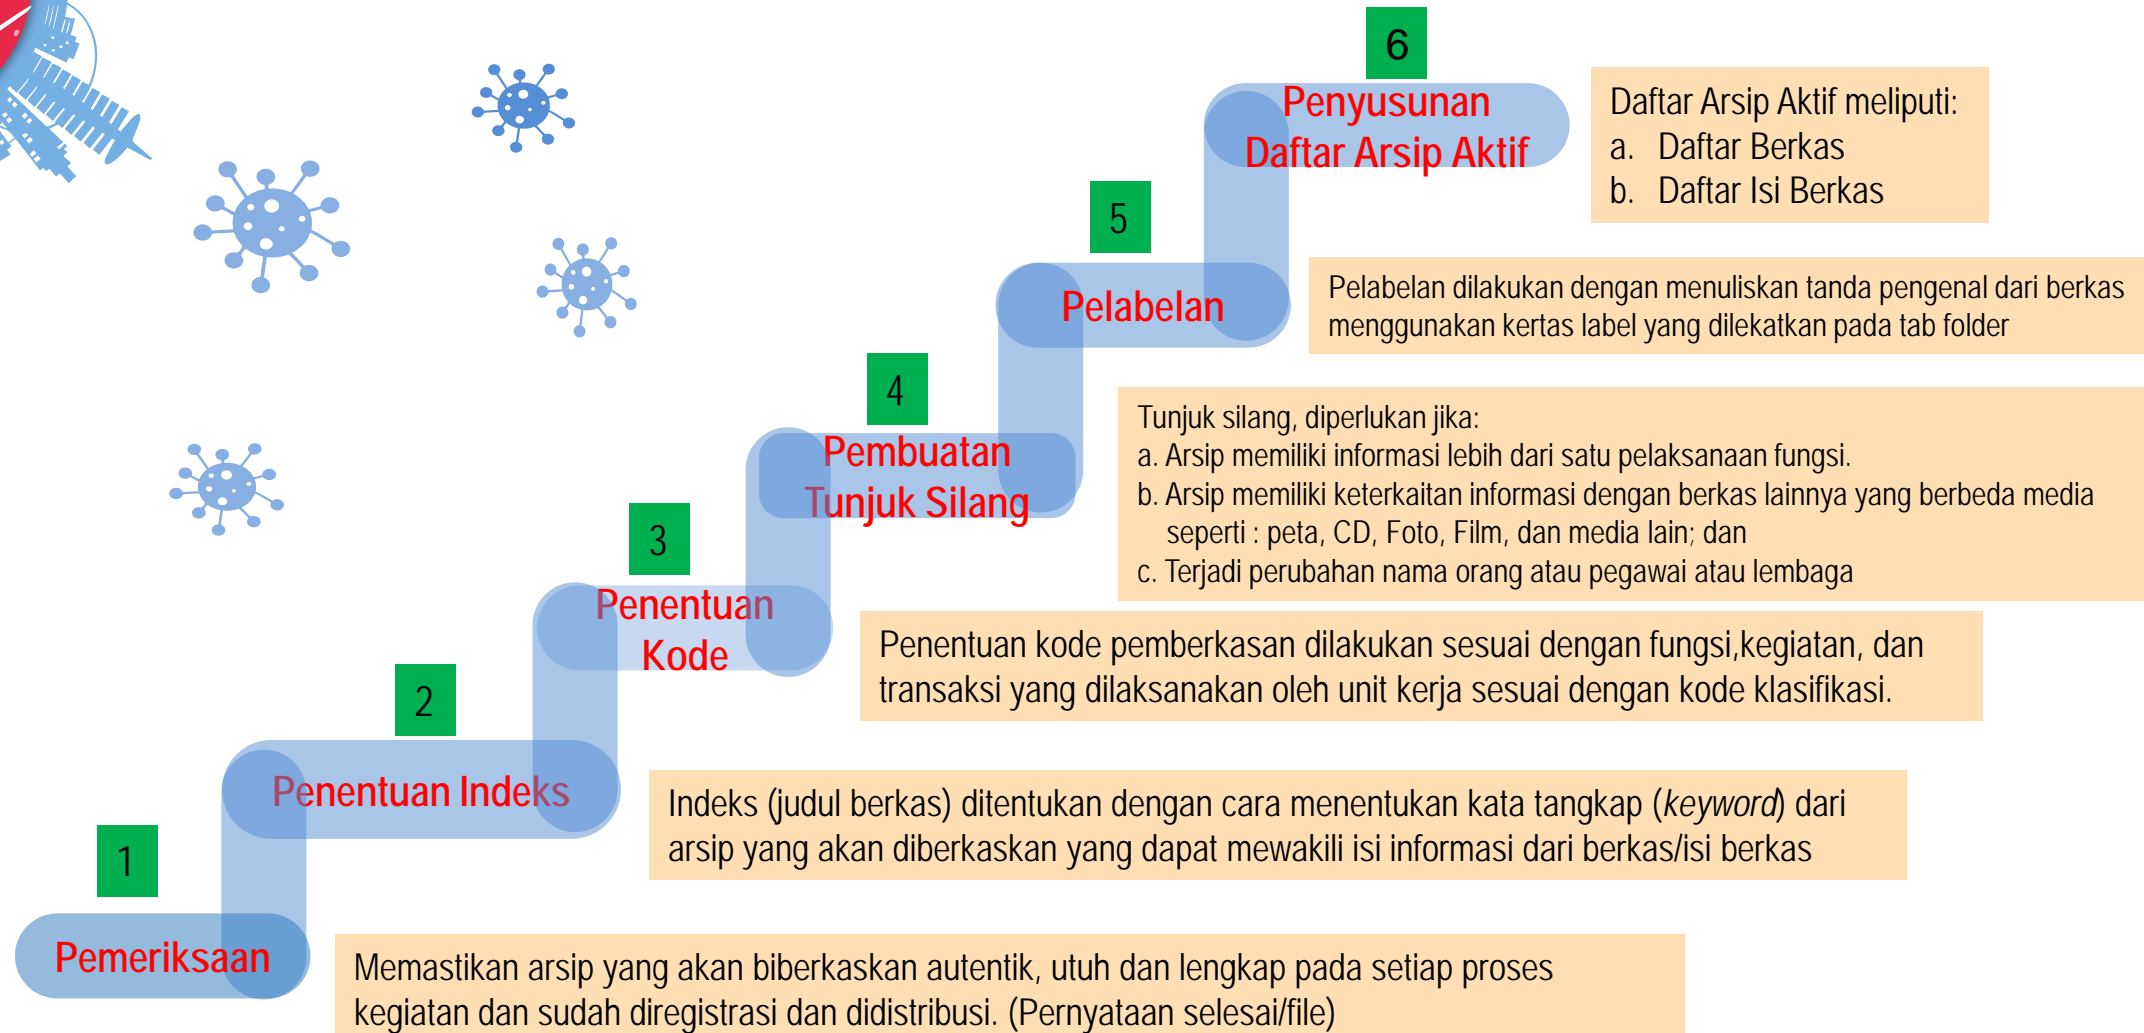 6
Penyusunan
Daftar Arsip Aktif
Daftar Arsip Aktif meliputi:
a. Daftar Berkas
b. Daftar Isi Berkas
5
Pelabelan
Pelabelan dilakukan dengan menuliskan tanda pengenal dari berkas
menggunakan kertas label yang dilekatkan pada tab folder
4
Pembuatan
Tunjuk Silang
Tunjuk silang, diperlukan jika:
a. Arsip memiliki informasi lebih dari satu pelaksanaan fungsi.
b. Arsip memiliki keterkaitan informasi dengan berkas lainnya yang berbeda media
seperti : peta, CD, Foto, Film, dan media lain; dan
c. Terjadi perubahan nama orang atau pegawai atau lembaga
3
Penentuan
Kode
Penentuan kode pemberkasan dilakukan sesuai dengan fungsi,kegiatan, dan
transaksi yang dilaksanakan oleh unit kerja sesuai dengan kode klasifikasi.
2
Penentuan Indeks
Indeks (judul berkas) ditentukan dengan cara menentukan kata tangkap (keyword) dari
arsip yang akan diberkaskan yang dapat mewakili isi informasi dari berkas/isi berkas
1
Pemeriksaan
Memastikan arsip yang akan biberkaskan autentik, utuh dan lengkap pada setiap proses
kegiatan dan sudah diregistrasi dan didistribusi. (Pernyataan selesai/file)